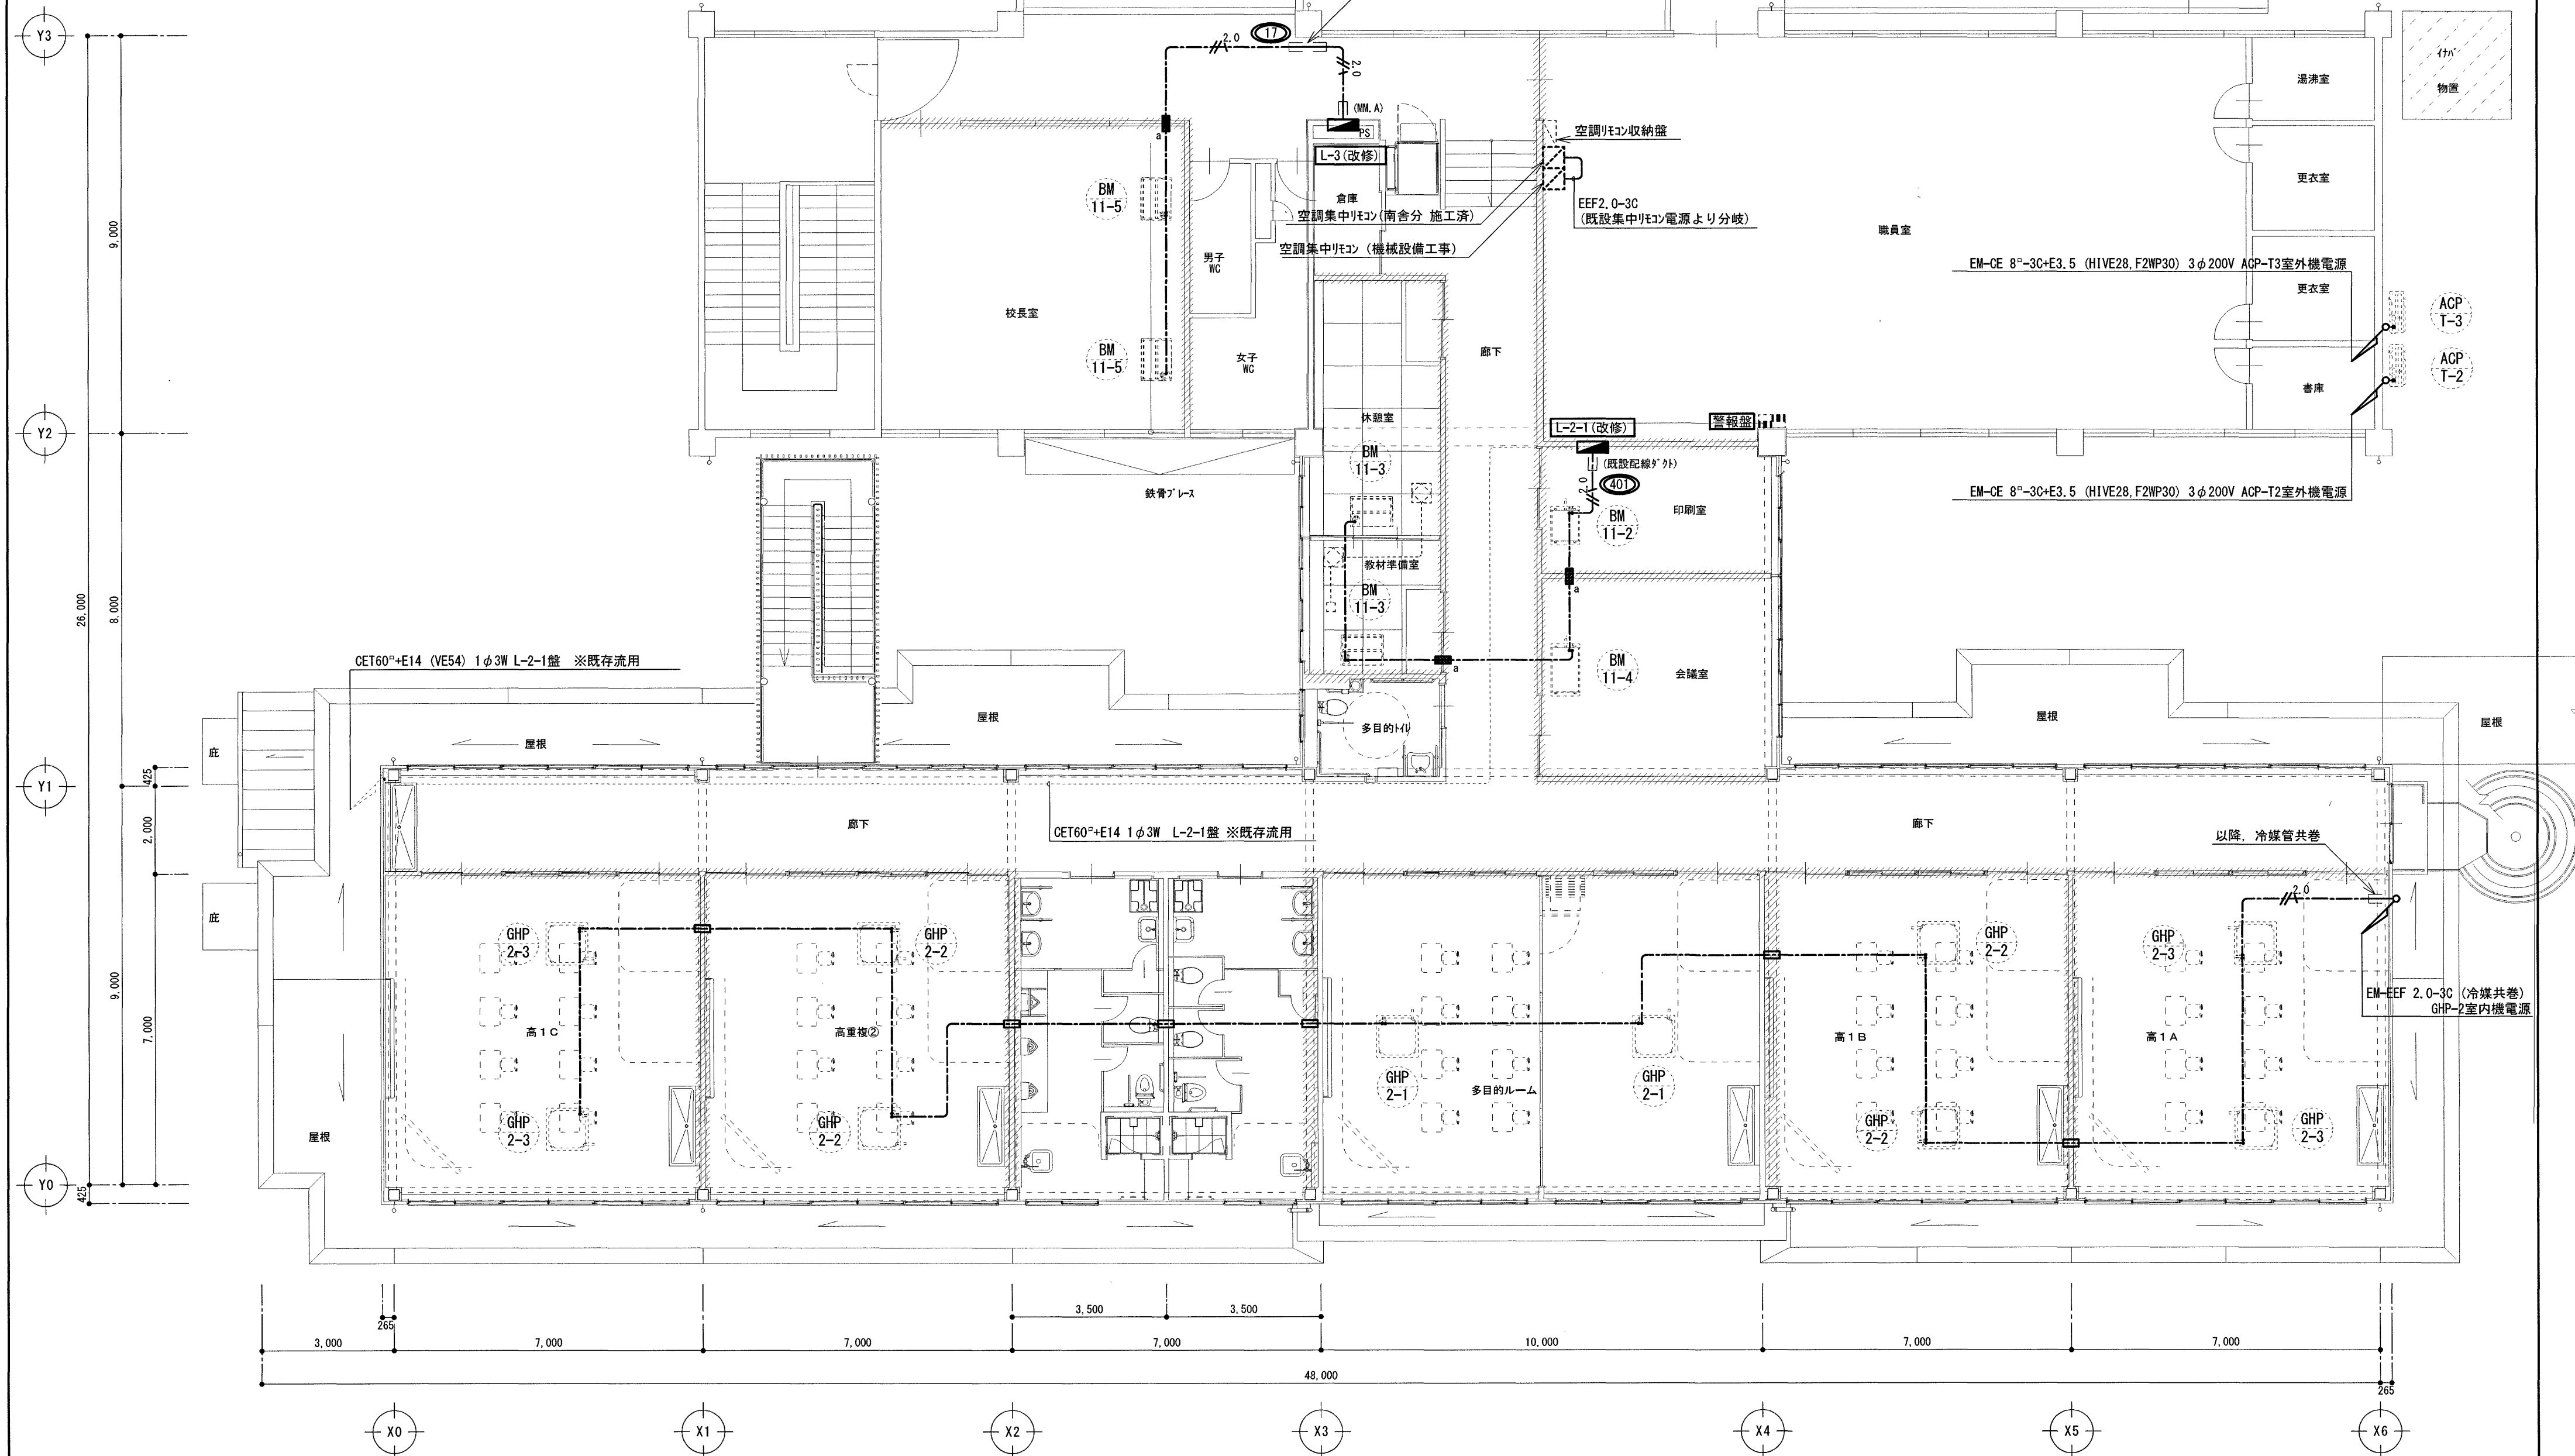 Y3
2.0
17
2.0
(MM.A)
PS
L-3(改修)
倉庫
空調リモコン収納盤
空調集中リモコン(南舎分 施工済)
空調集中リモコン (機械設備工事)
EEF2.0-3C
(既設集中リモコン電源より分岐)
イナバ
物置
湯沸室
更衣室
更衣室
書庫
職員室
a
BM
11-5
BM
11-5
校長室
男子
WC
女子
WC
廊下
9,000
EM-CE 8□-3C+E3.5 (HIVE28,F2WP30) 3φ200V ACP-T3室外機電源
ACP
T-3
ACP
T-2
EM-CE 8□-3C+E3.5 (HIVE28,F2WP30) 3φ200V ACP-T2室外機電源
Y2
休憩室
BM
11-3
L-2-1(改修)
警報盤
(既設配線ダクト)
2.0
401
BM
11-2
印刷室
鉄骨ブレース
教材準備室
BM
11-3
a
a
BM
11-4
会議室
26,000
8,000
CET60□+E14 (VE54) 1φ3W L-2-1盤 ※既存流用
屋根
屋根
多目的トイレ
屋根
屋根
庇
425
Y1
2,000
廊下
CET60□+E14 1φ3W L-2-1盤 ※既存流用
廊下
以降, 冷媒管共巻
庇
2.0
GHP
2-3
GHP
2-2
GHP
2-2
GHP
2-3
EM-EEF 2.0-3C (冷媒共巻)
GHP-2室内機電源
9,000
7,000
高1C
高重複②
高1B
高1A
GHP
2-1
多目的ルーム
GHP
2-1
GHP
2-3
GHP
2-2
GHP
2-2
GHP
2-3
屋根
Y0
425
3,500
3,500
265
3,000
7,000
7,000
7,000
10,000
7,000
7,000
48,000
265
X0
X1
X2
X3
X4
X5
X6